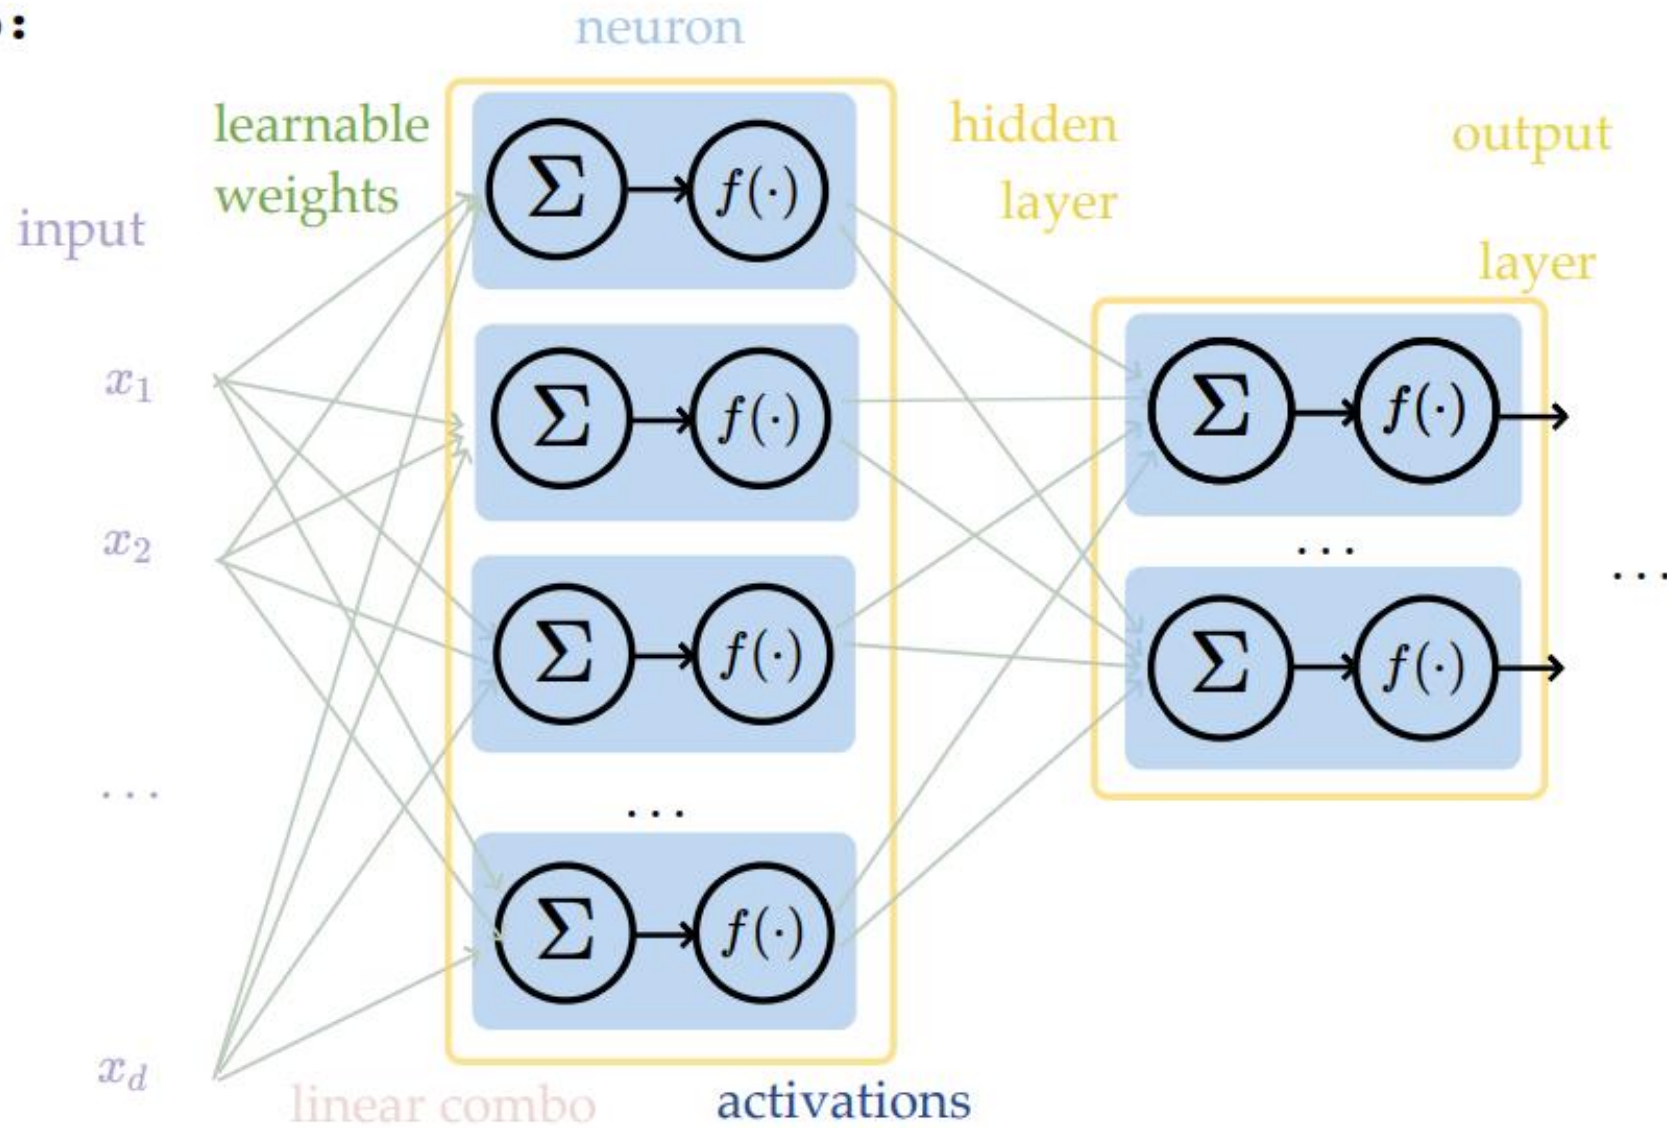 :
neuron
learnable
weights
input
hidden
layer
output
layer
Σ f(·)
Σ f(·)
Σ f(·)
...
Σ f(·)
x1
x2
...
xd
Σ f(·)
...
Σ f(·)
...
linear combo
activations